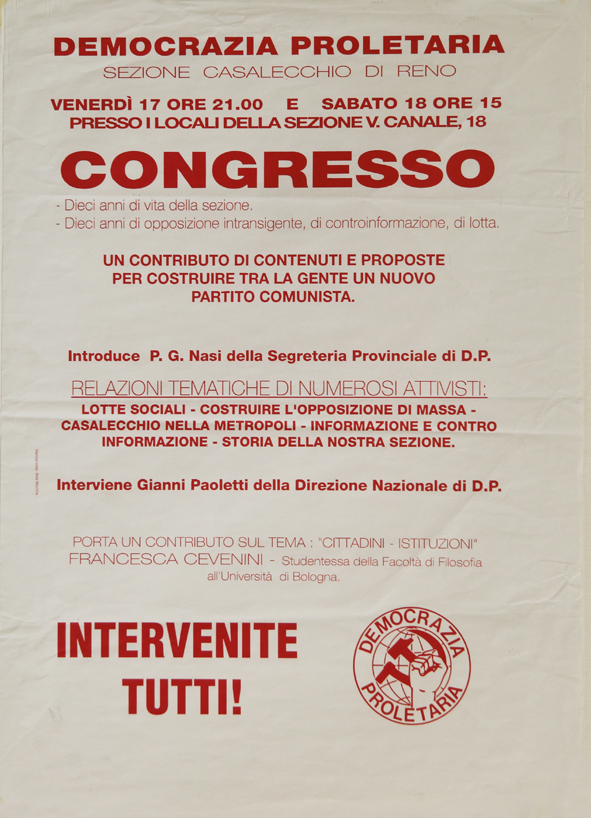 DEMOCRAZIA PROLETARIA
SEZIONE CASALECCHIO DI RENO
VENERDÌ 17 ORE 21.00 E SABATO 18 ORE 15
PRESSO I LOCALI DELLA SEZIONE V. CANALE, 18
CONGRESSO
- Dieci anni di vita della sezione.
- Dieci anni di opposizione intransigente, di controinformazione, di lotta.
UN CONTRIBUTO DI CONTENUTI E PROPOSTE
PER COSTRUIRE TRA LA GENTE UN NUOVO
PARTITO COMUNISTA.
Introduce P. G. Nasi della Segreteria Provinciale di D.P.
RELAZIONI TEMATICHE DI NUMEROSI ATTIVISTI:
LOTTE SOCIALI - COSTRUIRE L'OPPOSIZIONE DI MASSA -
CASALECCHIO NELLA METROPOLI - INFORMAZIONE E CONTRO
INFORMAZIONE - STORIA DELLA NOSTRA SEZIONE.
Interviene Gianni Paoletti della Direzione Nazionale di D.P.
PORTA UN CONTRIBUTO SUL TEMA : "CITTADINI - ISTITUZIONI"
FRANCESCA CEVENINI - Studentessa della Facoltà di Filosofia
all'Università di Bologna.
INTERVENITE
TUTTI!
DEMOCRAZIA
PROLETARIA